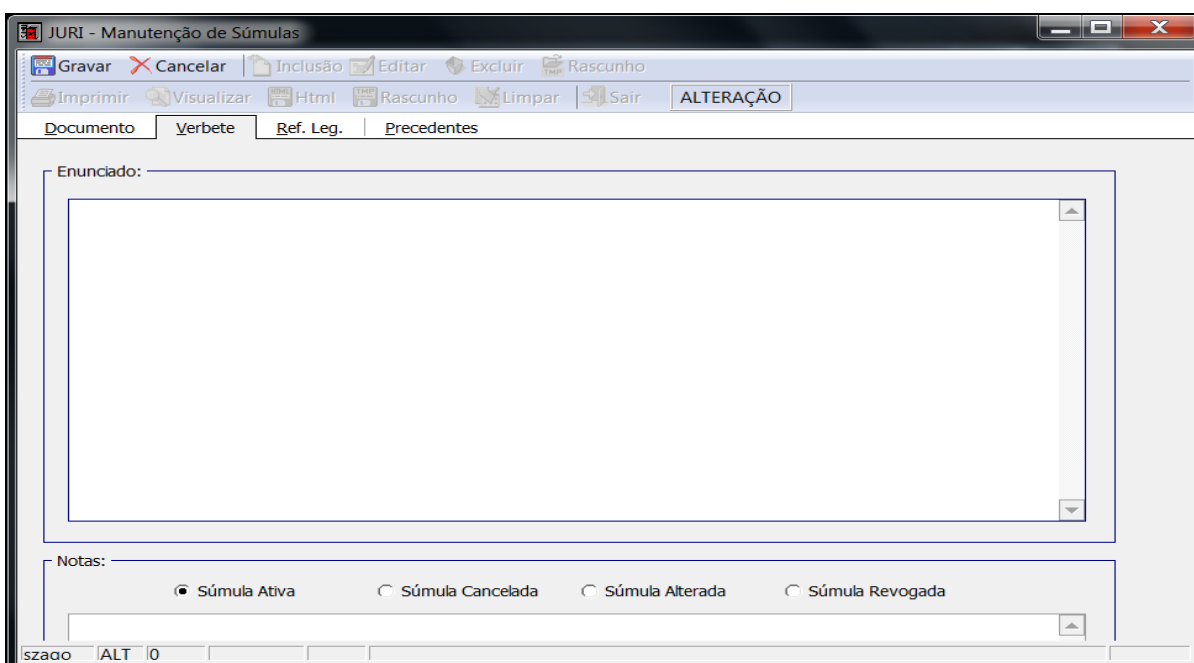 JURI - Manutenção de Súmulas
Gravar Cancelar Inclusão Editar Excluir Rascunho
Imprimir Visualizar Html Rascunho Limpar Sair ALTERAÇÃO
Documento Verbete Ref. Leg. Precedentes
Enunciado:
Notas:
Súmula Ativa Súmula Cancelada Súmula Alterada Súmula Revogada
szago ALT 0